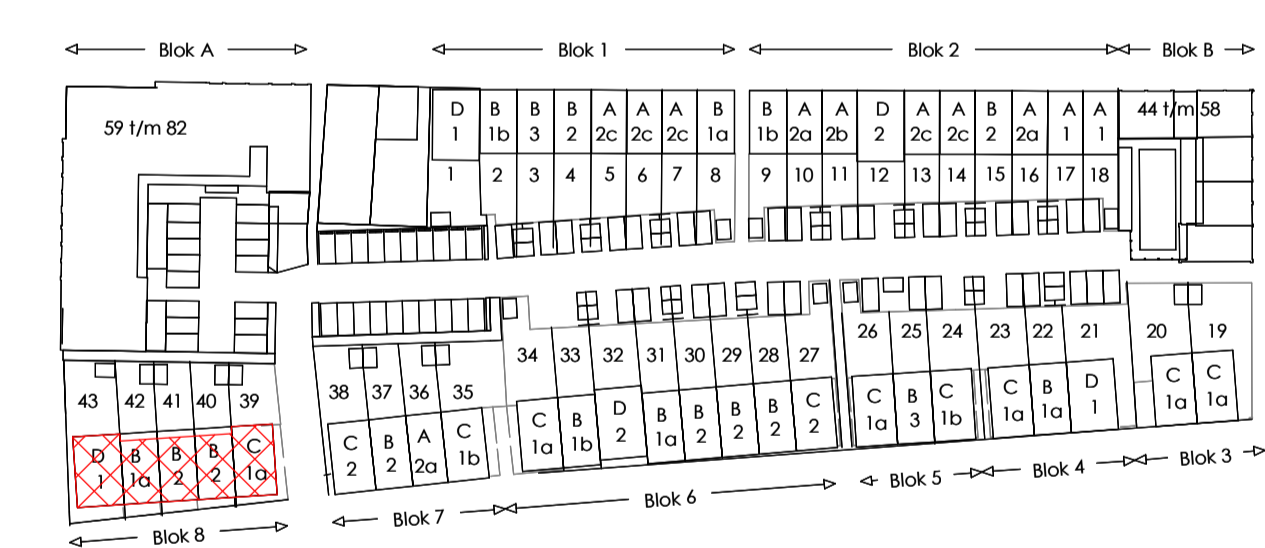 Blok A Blok 1 Blok 2 Blok B
59 t/m 82
D B B B A A A B B A A D A A B A A A
1 1b 3 2 2c 2c 2c 1a 1b 2a 2b 2 2c 2c 2 2a 1 1
44 t/m 58
1 2 3 4 5 6 7 8 9 10 11 12 13 14 15 16 17 18
43 42 41 40 39
38 37 36 35
34 33 32 31 30 29 28 27
26 25 24 23 22 21
20 19
D B B B C
1 1a 2 2 1a
C B A C
2 2 2a 1b
C B D B B B B C
1a 1b 2 1a 2 2 2 2
C B C C B D
1a 3 1b 1a 1a 1
C C
1a 1a
Blok 8 Blok 7 Blok 6 Blok 5 Blok 4 Blok 3